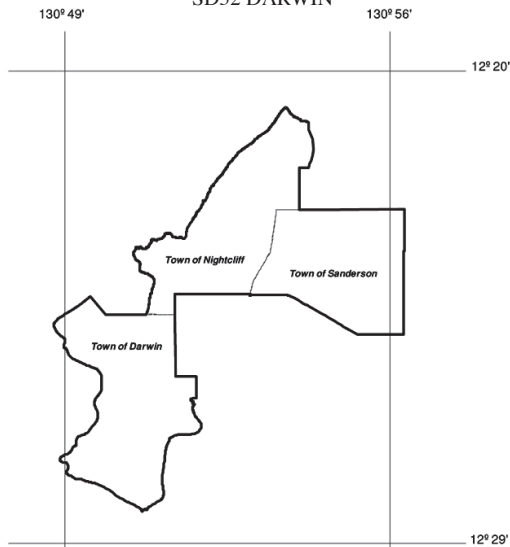 SD52 DARWIN
130º 49'
130º 56'
12º 20'
Town of Nightcliff
Town of Sanderson
Town of Darwin
12º 29'